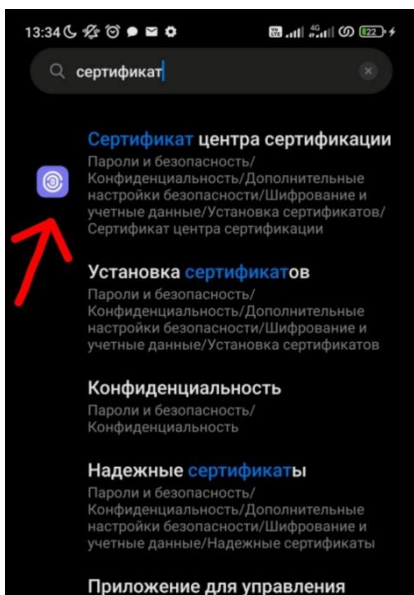 13:34 4G 22
сертификат
Сертификат центра сертификации
Пароли и безопасность/
Конфиденциальность/Дополнительные
настройки безопасности/Шифрование и
учетные данные/Установка сертификатов/
Сертификат центра сертификации
Установка сертификатов
Пароли и безопасность/
Конфиденциальность/Дополнительные
настройки безопасности/Шифрование и
учетные данные/Установка сертификатов
Конфиденциальность
Пароли и безопасность/
Конфиденциальность
Надежные сертификаты
Пароли и безопасность/
Конфиденциальность/Дополнительные
настройки безопасности/Шифрование и
учетные данные/Надежные сертификаты
Приложение для управления